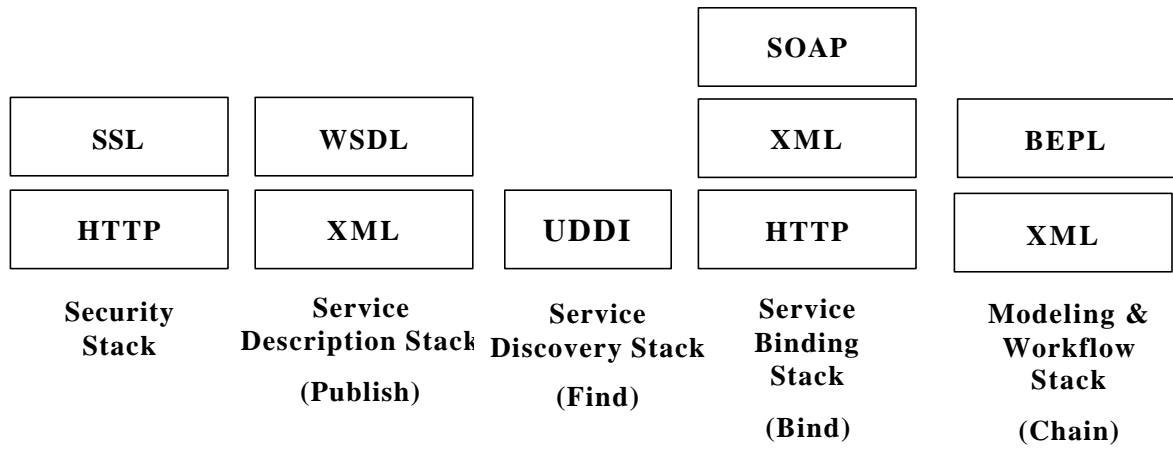 SOAP
SSL
WSDL
XML
BEPL
HTTP
XML
UDDI
HTTP
XML
Security
Stack
Service
Description Stack
(Publish)
Service
Discovery Stack
(Find)
Service
Binding
Stack
(Bind)
Modeling &
Workflow
Stack
(Chain)